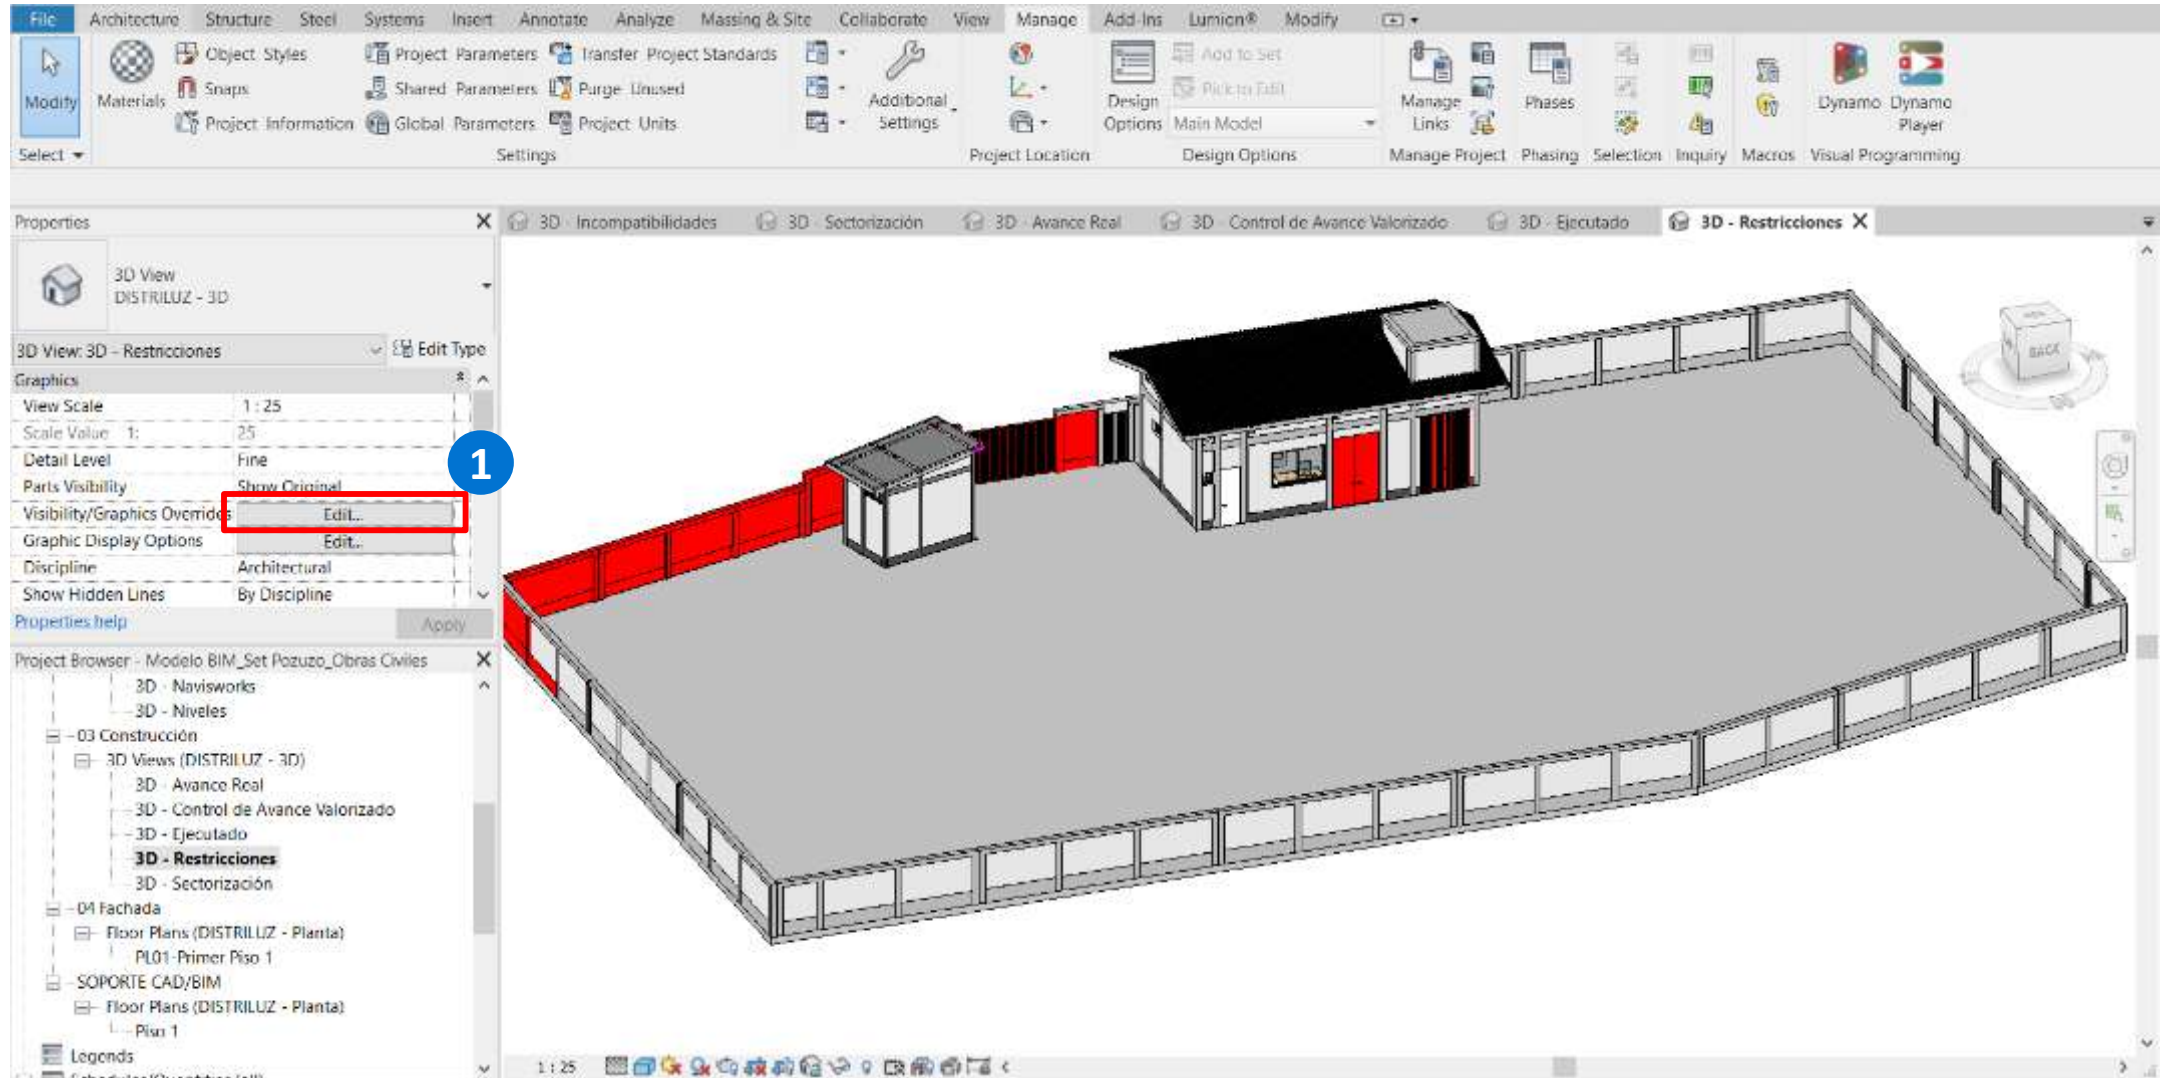 File Architecture Structure Steel Systems Insert Annotate Analyze Massing & Site Collaborate View Manage Add-Ins Lumion® Modify
Object Styles Project Parameters Transfer Project Standards Add to Set
Snaps Shared Parameters Purge Unused Pick to Edit
Modify Materials Additional Settings Design Options Manage Links Phases Dynamo Dynamo Player
Project Information Global Parameters Project Units Main Model
Select Settings Project Location Design Options Manage Project Phasing Selection Inquiry Macros Visual Programming
Properties
3D - Incompatibilidades 3D - Sectorización 3D - Avance Real 3D - Control de Avance Valorizado 3D - Ejecutado 3D - Restricciones
3D View
DISTRILUZ - 3D
3D View: 3D - Restricciones Edit Type
Graphics
View Scale 1 : 25
Scale Value 1: 25
Detail Level Fine
Parts Visibility Show Original
Visibility/Graphics Overrides Edit...
Graphic Display Options Edit...
Discipline Architectural
Show Hidden Lines By Discipline
Properties help Apply
1
BACK
Project Browser - Modelo BIM_Set Pozuzo_Obras Civiles
3D - Navisworks
3D - Niveles
03 Construcción
3D Views (DISTRILUZ - 3D)
3D - Avance Real
3D - Control de Avance Valorizado
3D - Ejecutado
3D - Restricciones
3D - Sectorización
04 Fachada
Floor Plans (DISTRILUZ - Planta)
PL01-Primer Piso 1
SOPORTE CAD/BIM
Floor Plans (DISTRILUZ - Planta)
Piso 1
Legends
1 : 25